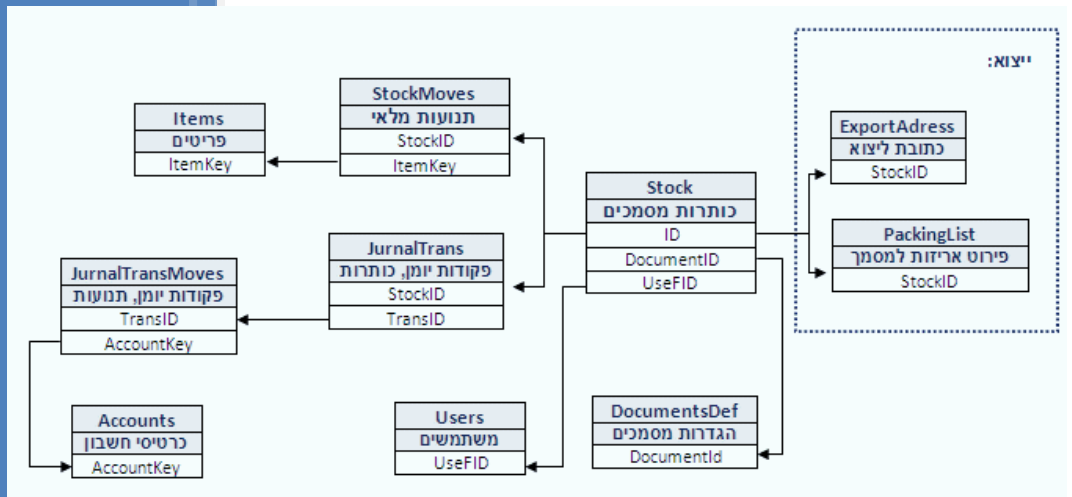 ייצוא:
StockMoves
תנועות מלאי
StockID
ItemKey
Items
פריטים
ItemKey
ExportAdress
כתובת ליצוא
StockID
Stock
כותרות מסמכים
ID
DocumentID
UseFID
PackingList
פירוט אריזות למסמך
StockID
JurnalTrans
פקודות יומן, כותרות
StockID
TransID
JurnalTransMoves
פקודות יומן, תנועות
TransID
AccountKey
Accounts
כרטיסי חשבון
AccountKey
Users
משתמשים
UseFID
DocumentsDef
הגדרות מסמכים
DocumentId